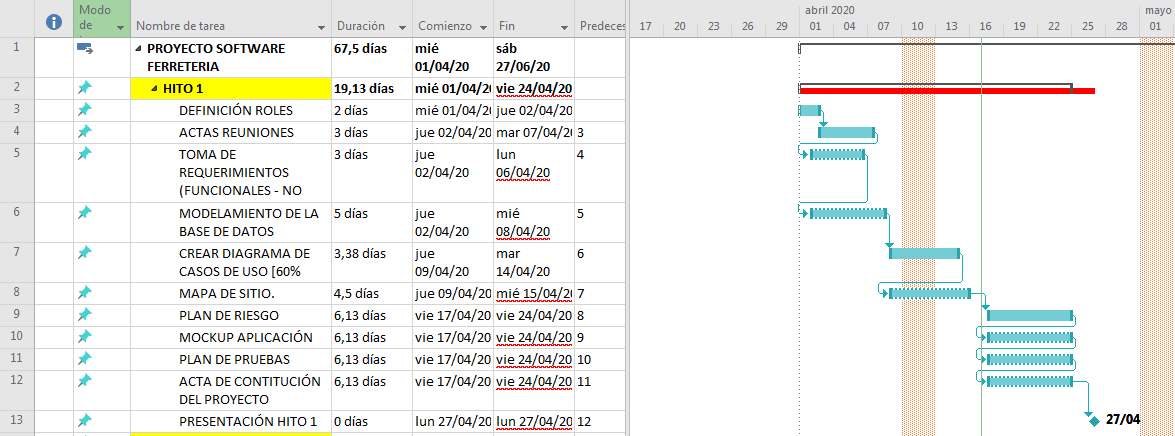 Modo de
Nombre de tarea
Duración
Comienzo
Fin
Predeces
abril 2020
mayo
17 20 23 26 29 01 04 07 10 13 16 19 22 25 28 01
1 PROYECTO SOFTWARE FERRETERIA 67,5 días mié 01/04/20 sáb 27/06/20
2 HITO 1 19,13 días mié 01/04/20 vie 24/04/20
3 DEFINICIÓN ROLES 2 días mié 01/04/20 jue 02/04/20
4 ACTAS REUNIONES 3 días jue 02/04/20 mar 07/04/20 3
5 TOMA DE REQUERIMIENTOS (FUNCIONALES - NO 3 días jue 02/04/20 lun 06/04/20 4
6 MODELAMIENTO DE LA BASE DE DATOS 5 días jue 02/04/20 mié 08/04/20 5
7 CREAR DIAGRAMA DE CASOS DE USO [60% 3,38 días jue 09/04/20 mar 14/04/20 6
8 MAPA DE SITIO. 4,5 días jue 09/04/20 mié 15/04/20 7
9 PLAN DE RIESGO 6,13 días vie 17/04/20 vie 24/04/20 8
10 MOCKUP APLICACIÓN 6,13 días vie 17/04/20 vie 24/04/20 9
11 PLAN DE PRUEBAS 6,13 días vie 17/04/20 vie 24/04/20 10
12 ACTA DE CONTITUCIÓN DEL PROYECTO 6,13 días vie 17/04/20 vie 24/04/20 11
13 PRESENTACIÓN HITO 1 0 días lun 27/04/20 lun 27/04/20 12
27/04